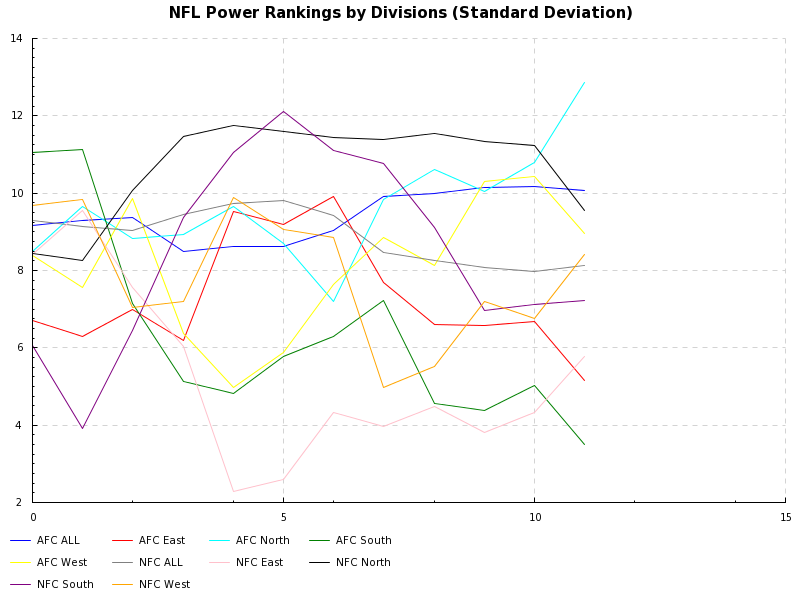 NFL Power Rankings by Divisions (Standard Deviation)
14
12
10
8
6
4
2
0 5 10 15
AFC ALL AFC East AFC North AFC South
AFC West NFC ALL NFC East NFC North
NFC South NFC West